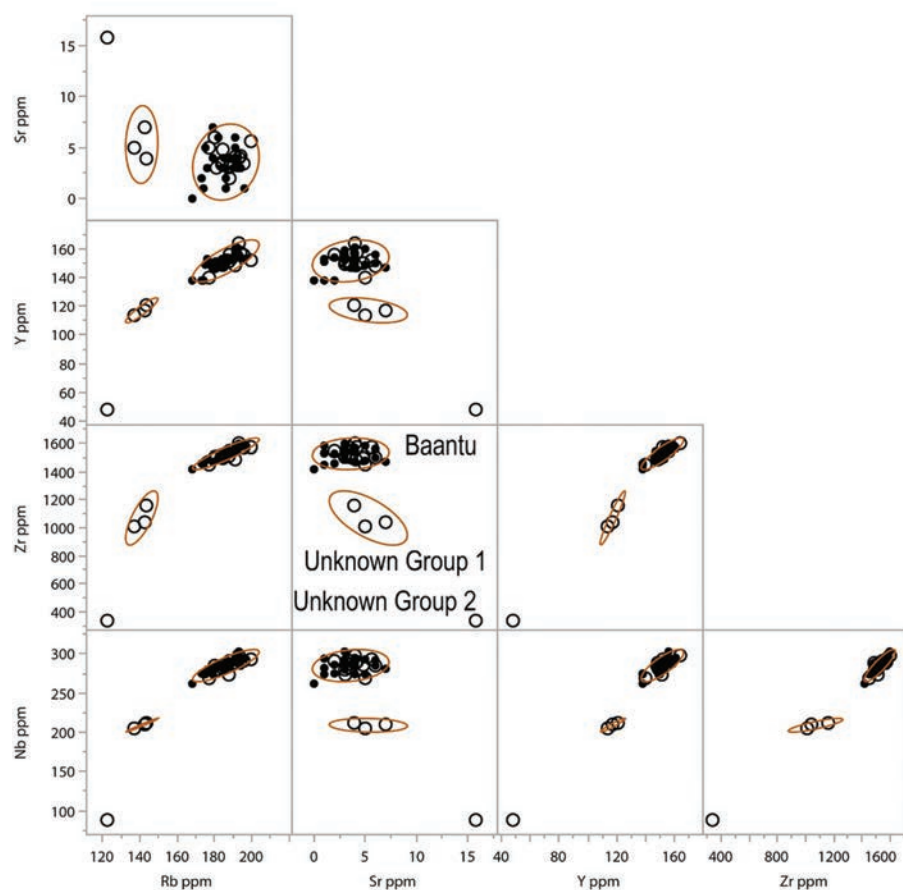 15
10
5
0
Sr ppm
160
140
120
100
80
60
40
Y ppm
1600
1400
1200
1000
800
600
400
Zr ppm
Baantu
Unknown Group 1
Unknown Group 2
300
250
200
150
100
Nb ppm
120 140 160 180 200 0 5 10 15 40 80 120 160 400 800 1200 1600
Rb ppm Sr ppm Y ppm Zr ppm